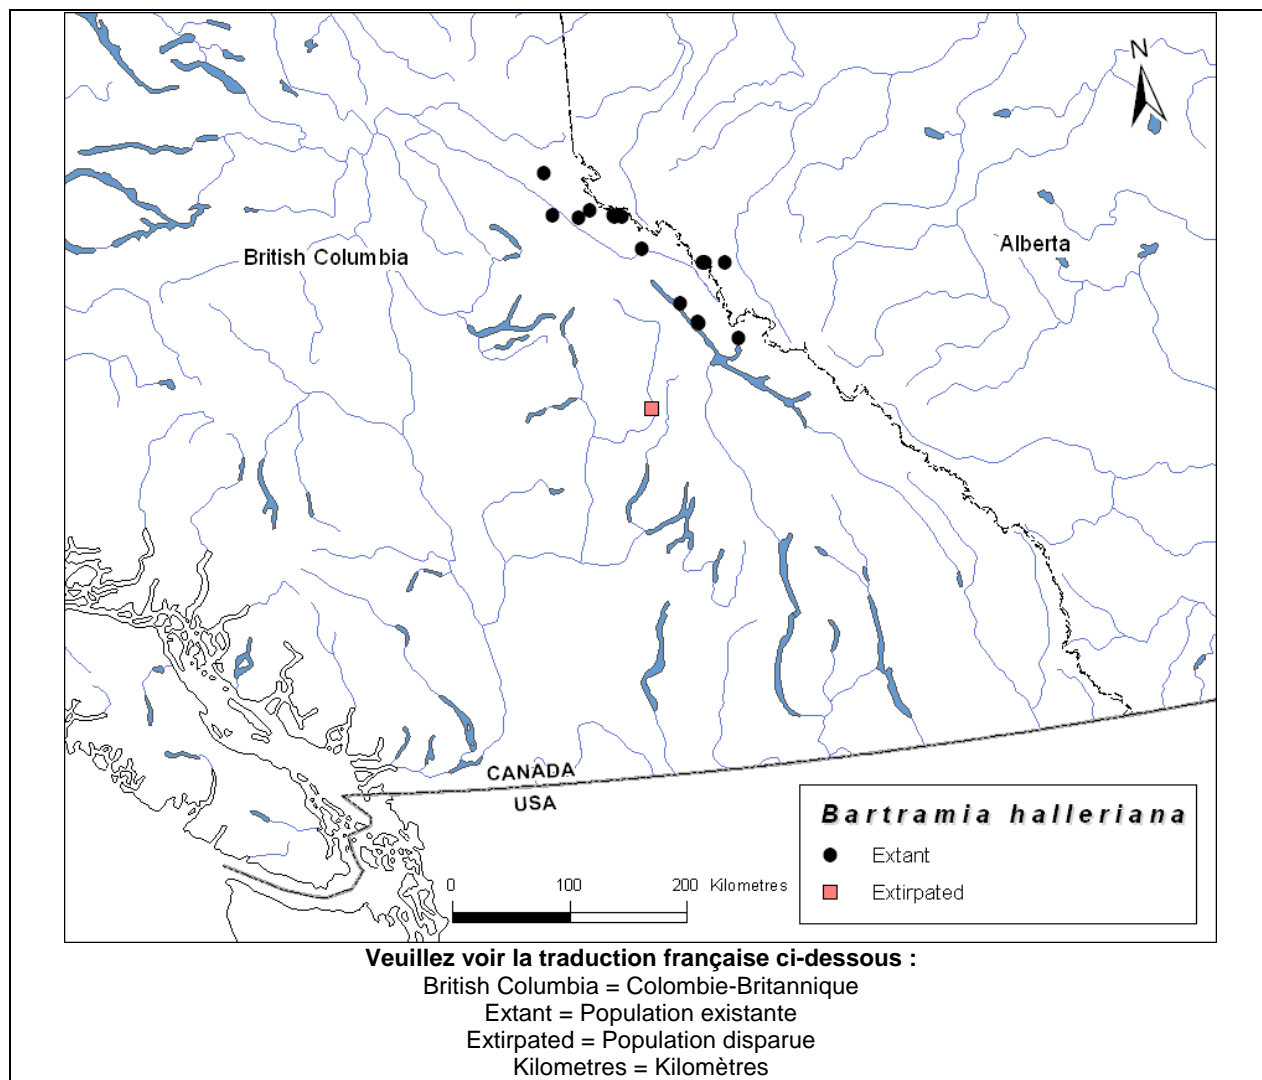 N
British Columbia
Alberta
CANADA
USA
Bartramia halleriana
Extant
Extirpated
0 100 200 Kilometres
Veuillez voir la traduction française ci-dessous :
British Columbia = Colombie-Britannique
Extant = Population existante
Extirpated = Population disparue
Kilometres = Kilomètres